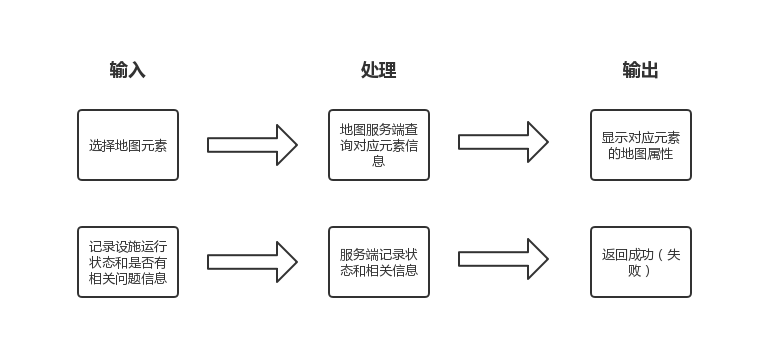 输入
处理
输出
选择地图元素
地图服务端查
询对应元素信
息
显示对应元素
的地图属性
记录设施运行
状态和是否有
相关问题信息
服务端记录状
态和相关信息
返回成功（失
败）